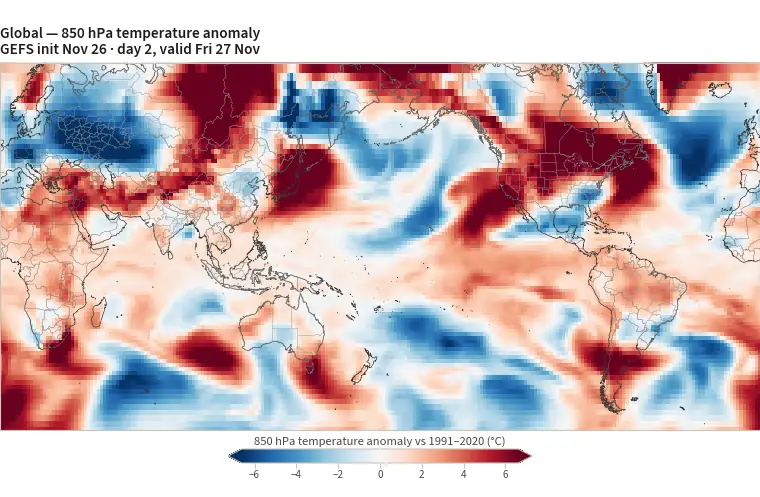 Global — 850 hPa temperature anomaly
GEFS init Nov 26 · day 2, valid Fri 27 Nov
850 hPa temperature anomaly vs 1991–2020 (°C)
−6 −4 −2 0 2 4 6